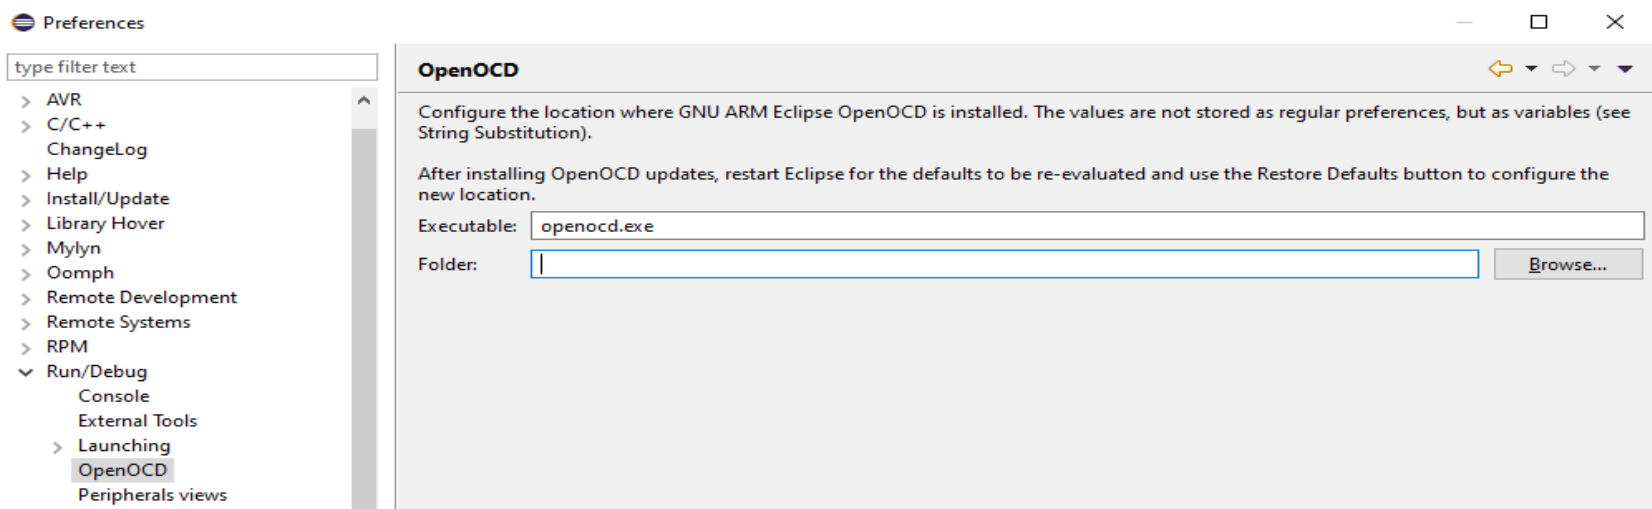 Preferences
type filter text
AVR
C/C++
ChangeLog
Help
Install/Update
Library Hover
Mylyn
Oomph
Remote Development
Remote Systems
RPM
Run/Debug
Console
External Tools
Launching
OpenOCD
Peripherals views
OpenOCD
Configure the location where GNU ARM Eclipse OpenOCD is installed. The values are not stored as regular preferences, but as variables (see
String Substitution).
After installing OpenOCD updates, restart Eclipse for the defaults to be re-evaluated and use the Restore Defaults button to configure the
new location.
Executable: openocd.exe
Folder: Browse...